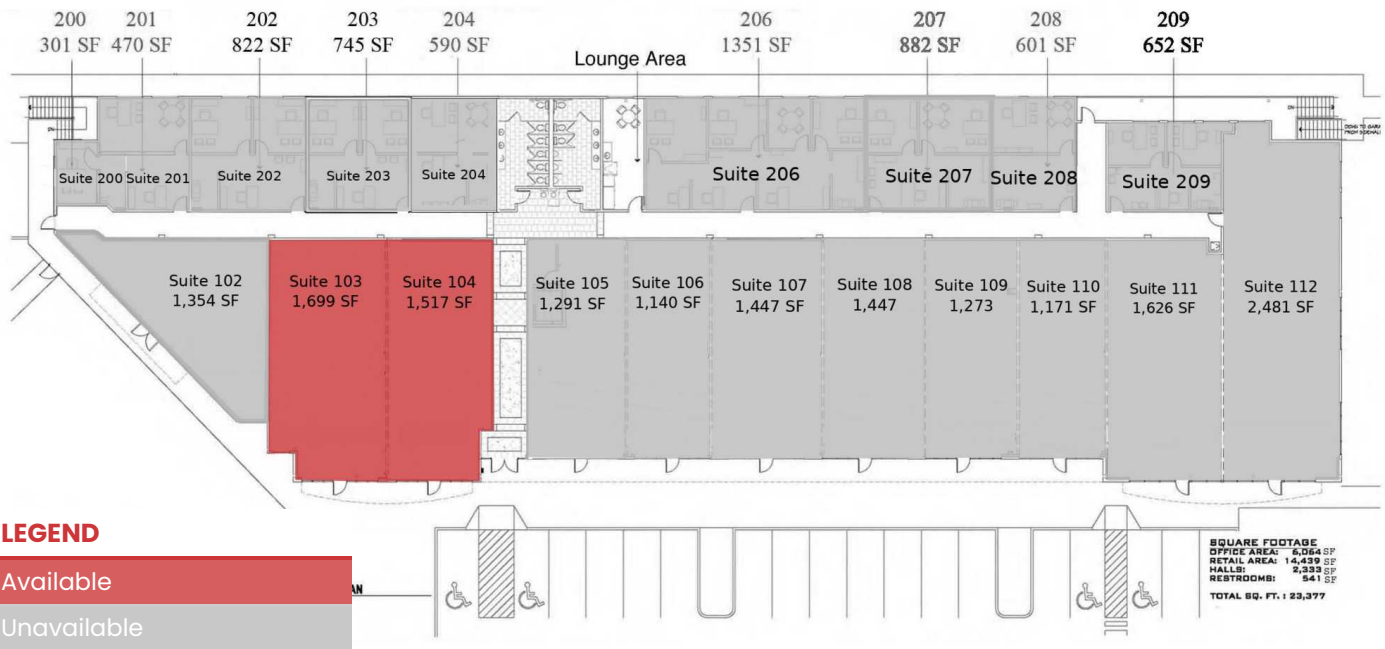 200 201 202 203 204 206 207 208 209
301 SF 470 SF 822 SF 745 SF 590 SF 1351 SF 882 SF 601 SF 652 SF
Lounge Area
DN
DN
Suite 200 Suite 201 Suite 202 Suite 203 Suite 204 Suite 206 Suite 207 Suite 208 Suite 209
Suite 102
1,354 SF
Suite 103
1,699 SF
Suite 104
1,517 SF
Suite 105
1,291 SF
Suite 106
1,140 SF
Suite 107
1,447 SF
Suite 108
1,447
Suite 109
1,273
Suite 110
1,171 SF
Suite 111
1,626 SF
Suite 112
2,481 SF
LEGEND
Available
Unavailable
AN
SQUARE FOOTAGE
OFFICE AREA: 6,064 SF
RETAIL AREA: 14,439 SF
HALLS: 2,333 SF
RESTROOMS: 541 SF
TOTAL SQ. FT. : 23,377